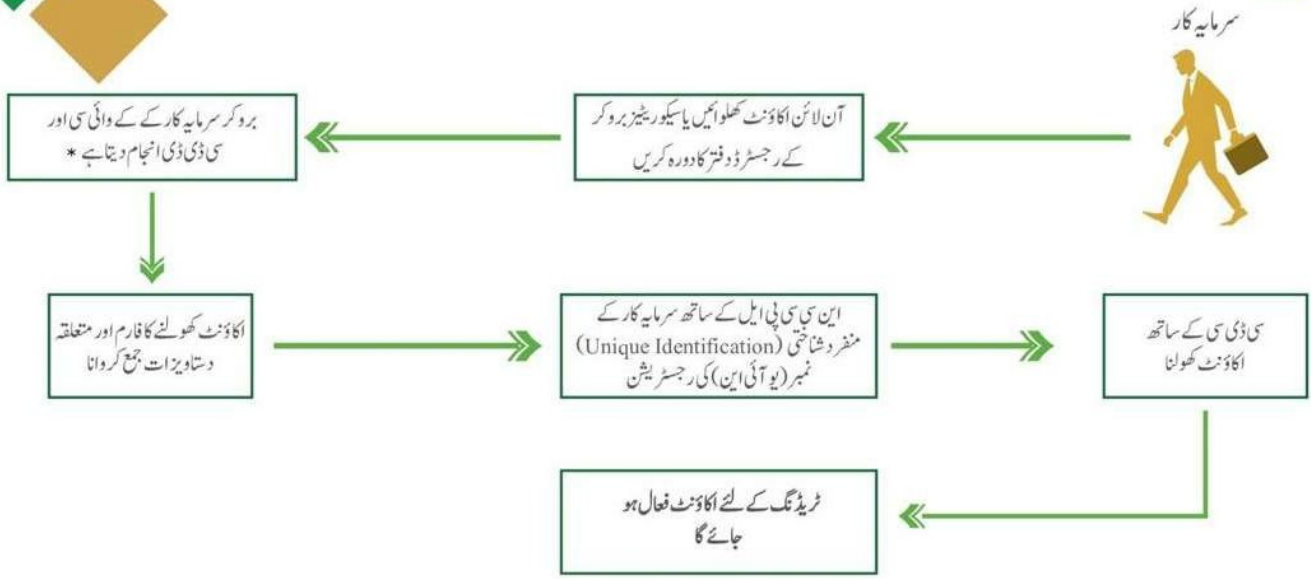 سرمایہ کار
آن لائن اکاؤنٹ کھلوائیں یا سیکوریٹیز بروکر
کے رجسٹرڈ دفتر کا دورہ کریں
بروکر سرمایہ کار کے کے وائی سی اور
سی ڈی ڈی انجام دیتا ہے *
اکاؤنٹ کھولنے کا فارم اور متعلقہ
دستاویزات جمع کروانا
این سی سی پی ایل کے ساتھ سرمایہ کار کے
منفرد شناختی (Unique Identification)
نمبر (یو آئی این) کی رجسٹریشن
سی ڈی سی کے ساتھ
اکاؤنٹ کھولنا
ٹریڈنگ کے لئے اکاؤنٹ فعال ہو
جائے گا